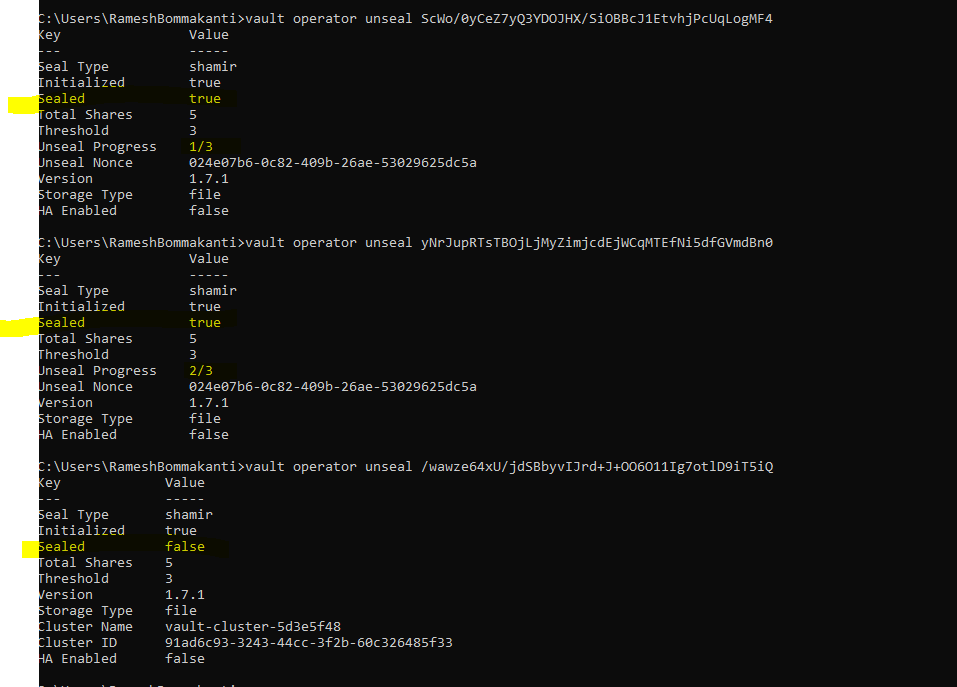 C:\Users\RameshBommakanti>vault operator unseal ScWo/0yCeZ7yQ3YDOJHX/SiOBBcJ1EtvhjPcUqLogMF4
Key Value
--- -----
Seal Type shamir
Initialized true
Sealed true
Total Shares 5
Threshold 3
Unseal Progress 1/3
Unseal Nonce 024e07b6-0c82-409b-26ae-53029625dc5a
Version 1.7.1
Storage Type file
HA Enabled false
C:\Users\RameshBommakanti>vault operator unseal yNrJupRTsTBOjLjMyZimjcdEjWCqMTEfNi5dfGVmdBn0
Key Value
--- -----
Seal Type shamir
Initialized true
Sealed true
Total Shares 5
Threshold 3
Unseal Progress 2/3
Unseal Nonce 024e07b6-0c82-409b-26ae-53029625dc5a
Version 1.7.1
Storage Type file
HA Enabled false
C:\Users\RameshBommakanti>vault operator unseal /wawze64xU/jdSBbyvIJrd+J+OO6O11Ig7otlD9iT5iQ
Key Value
--- -----
Seal Type shamir
Initialized true
Sealed false
Total Shares 5
Threshold 3
Version 1.7.1
Storage Type file
Cluster Name vault-cluster-5d3e5f48
Cluster ID 91ad6c93-3243-44cc-3f2b-60c326485f33
HA Enabled false